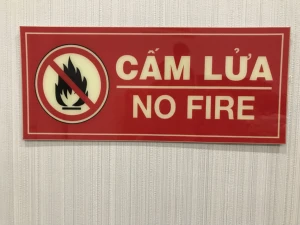 CẤM LỬA
NO FIRE